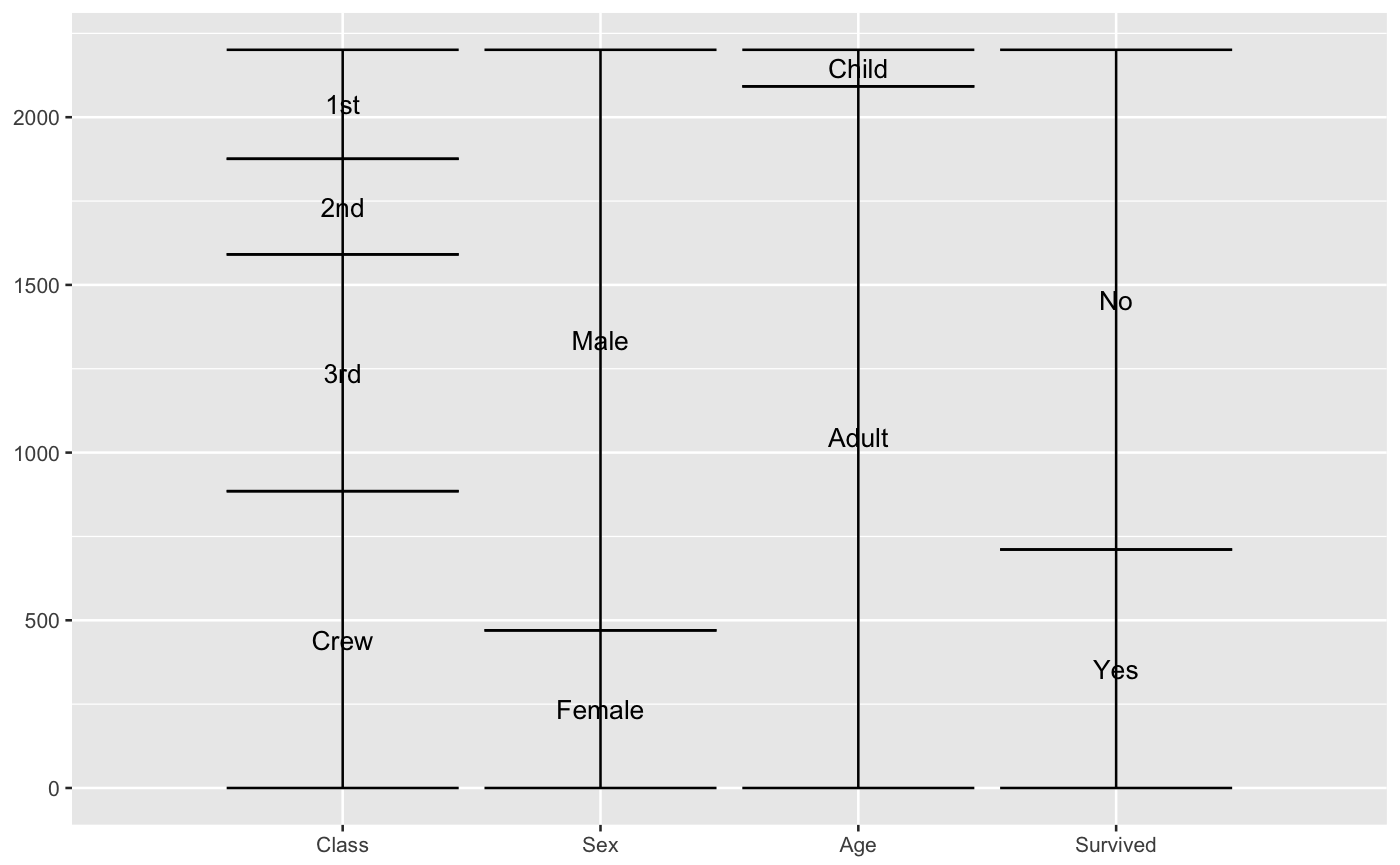 2000
1500
1000
500
0
1st
2nd
3rd
Crew
Male
Female
Child
Adult
No
Yes
Class
Sex
Age
Survived